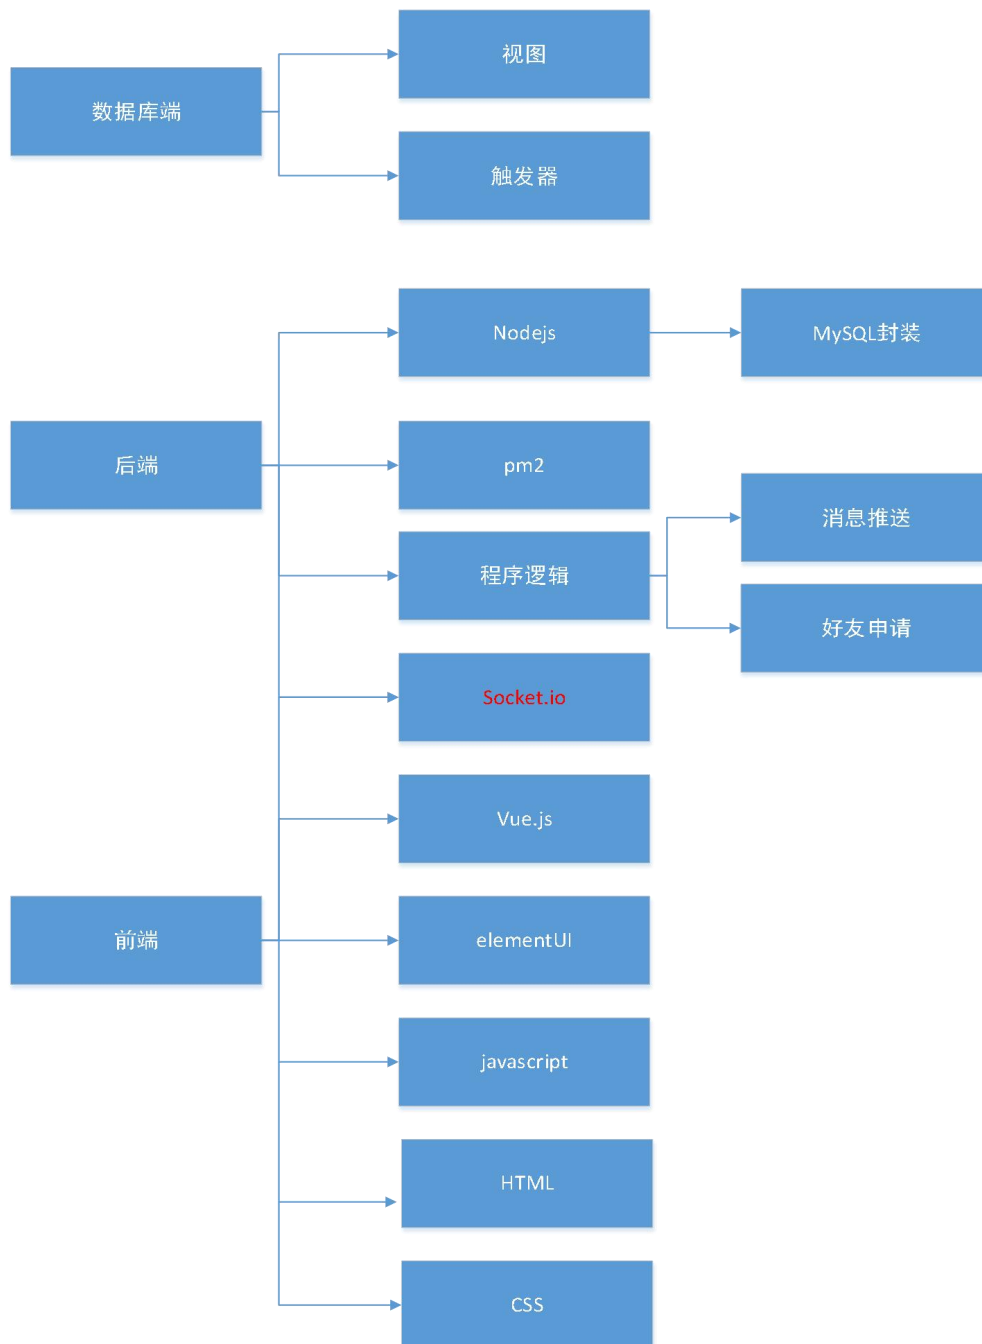 视图
数据库端
触发器
Nodejs
MySQL封装
后端
pm2
消息推送
程序逻辑
好友申请
Socket.io
Vue.js
前端
elementUI
javascript
HTML
CSS